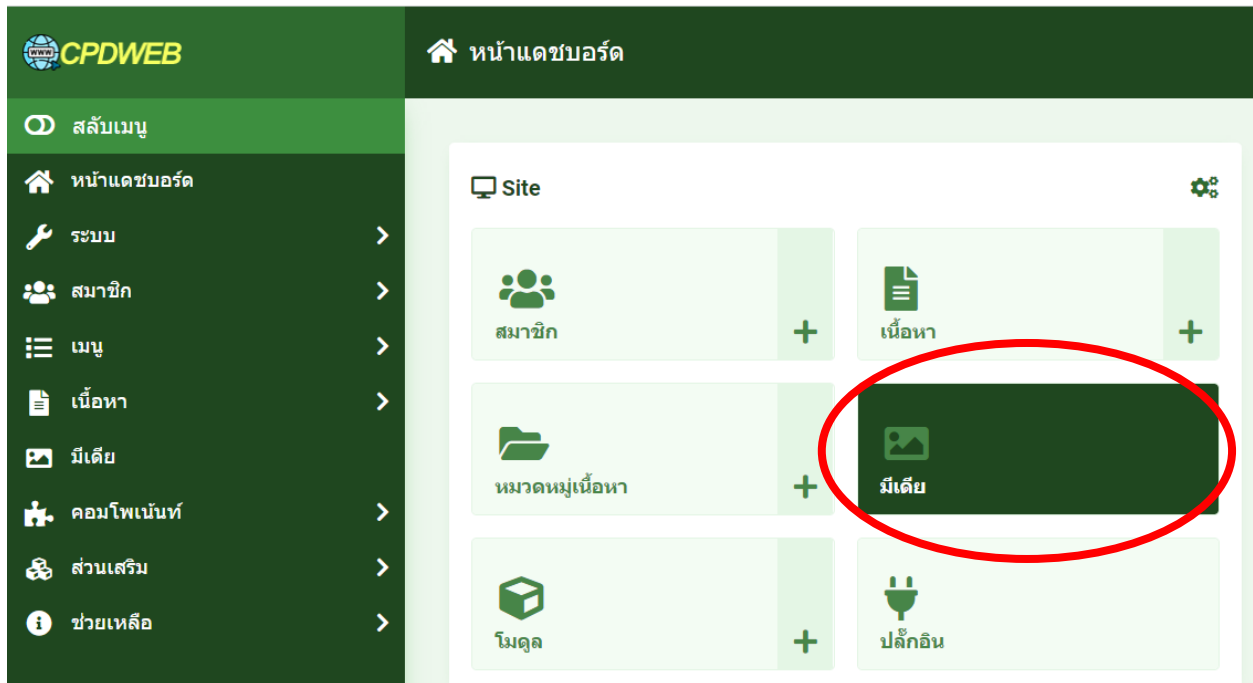 WWW CPDWEB
หน้าแดชบอร์ด
สลับเมนู
หน้าแดชบอร์ด
ระบบ
สมาชิก
เมนู
เนื้อหา
มีเดีย
คอมโพเน้นท์
ส่วนเสริม
ช่วยเหลือ
Site
สมาชิก
เนื้อหา
หมวดหมู่เนื้อหา
มีเดีย
โมดูล
ปลั๊กอิน